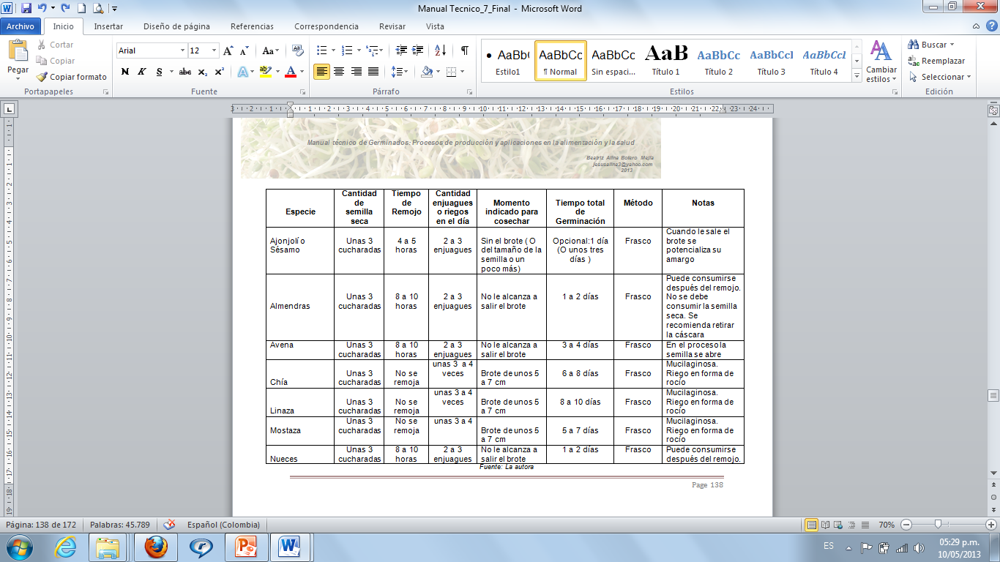 Manual Tecnico_7_Final - Microsoft Word
Archivo Inicio Insertar Diseño de página Referencias Correspondencia Revisar Vista
Pegar
Cortar
Copiar
Copiar formato
Portapapeles
Arial 12
Fuente
Párrafo
AaBbC AaBbCc AaBbCc AaB AaBbCc AaBbCcI AaBbCcI
Estilo1 ¶ Normal Sin espaci... Título 1 Título 2 Título 3 Título 4
Cambiar
estilos
Estilos
Buscar
Reemplazar
Seleccionar
Edición
Manual técnico de Germinados: Procesos de producción y aplicaciones en la alimentación y la salud
Beatriz Alina Botero Mejía
jesusalina3@yahoo.com
2013
Especie
Cantidad
de
semilla
seca
Tiempo
de
Remojo
Cantidad
enjuagues
o riegos
en el día
Momento
indicado para
cosechar
Tiempo total
de
Germinación
Método
Notas
Ajonjolí o
Sésamo
Unas 3
cucharadas
4 a 5
horas
2 a 3
enjuagues
Sin el brote ( O
del tamaño de la
semilla o un
poco más)
Opcional:1 día
(O unos tres
días )
Frasco
Cuando le sale el
brote se
potencializa su
amargo
Almendras
Unas 3
cucharadas
8 a 10
horas
2 a 3
enjuagues
No le alcanza a
salir el brote
1 a 2 días
Frasco
Puede consumirse
después del remojo.
No se debe
consumir la semilla
seca. Se
recomienda retirar
la cáscara
Avena
Unas 3
cucharadas
8 a 10
horas
2 a 3
enjuagues
No le alcanza a
salir el brote
3 a 4 días
Frasco
En el proceso la
semilla se abre
Chía
Unas 3
cucharadas
No se
remoja
unas 3 a 4
veces
Brote de unos 5
a 7 cm
6 a 8 días
Frasco
Mucilaginosa.
Riego en forma de
rocío
Linaza
Unas 3
cucharadas
No se
remoja
unas 3 a 4
veces
Brote de unos 5
a 7 cm
8 a 10 días
Frasco
Mucilaginosa.
Riego en forma de
rocío
Mostaza
Unas 3
cucharadas
No se
remoja
unas 3 a 4
Brote de unos 5
a 7 cm
5 a 7 días
Frasco
Mucilaginosa.
Riego en forma de
rocío
Nueces
Unas 3
cucharadas
8 a 10
horas
2 a 3
enjuagues
No le alcanza a
salir el brote
1 a 2 días
Frasco
Puede consumirse
después del remojo.
Fuente: La autora
Page 138
Página: 138 de 172 Palabras: 45.789 Español (Colombia) 70%
ES
05:29 p.m.
10/05/2013